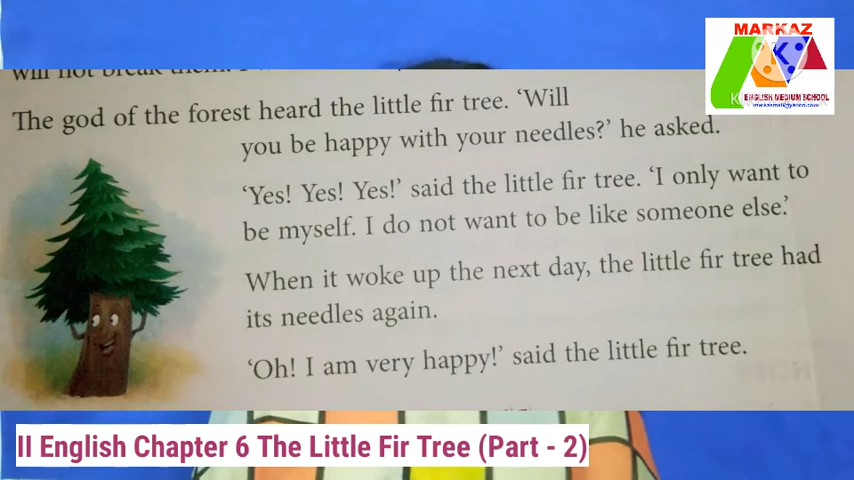 MARKAZ
ENGLISH MEDIUM SCHOOL
will not break them.
The god of the forest heard the little fir tree. ‘Will
you be happy with your needles?’ he asked.
‘Yes! Yes! Yes!’ said the little fir tree. ‘I only want to
be myself. I do not want to be like someone else.’
When it woke up the next day, the little fir tree had
its needles again.
‘Oh! I am very happy!’ said the little fir tree.
II English Chapter 6 The Little Fir Tree (Part - 2)